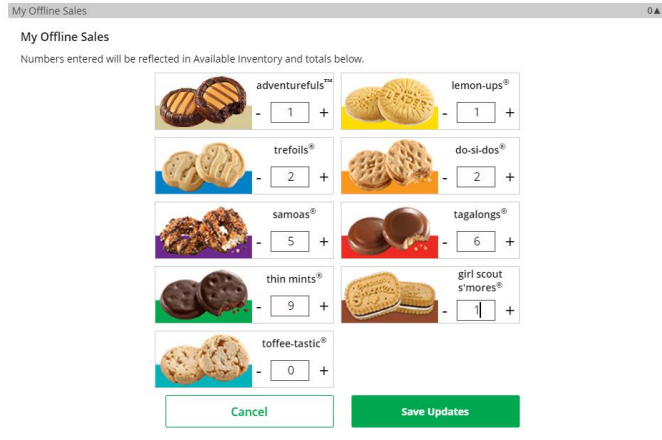 My Offline Sales 0▲
My Offline Sales
Numbers entered will be reflected in Available Inventory and totals below.
adventurefuls™
- 1 +
lemon-ups®
- 1 +
trefoils®
- 2 +
do-si-dos®
- 2 +
samoas®
- 5 +
tagalongs®
- 6 +
thin mints®
- 9 +
girl scout
s'mores®
- 1 +
toffee-tastic®
- 0 +
Cancel
Save Updates